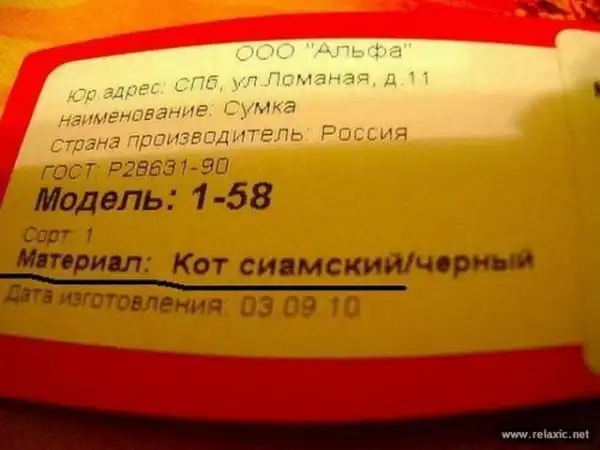 ООО "Альфа"
Юр.адрес: СПб, ул.Ломаная, д.11
Наименование: Сумка
Страна производитель: Россия
ГОСТ: Р28631-90
Модель: 1-58
Сорт: 1
Материал: Кот сиамский/черный
Дата изготовления: 03 09 10
www.relaxic.net